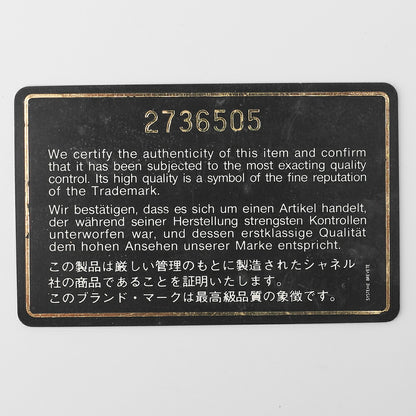 2736505
We certify the authenticity of this item and confirm
that it has been subjected to the most exacting quality
control. Its high quality is a symbol of the fine reputation
of the Trademark.
Wir bestätigen, dass es sich um einen Artikel handelt,
der während seiner Herstellung strengsten Kontrollen
unterworfen war, und dessen erstklassige Qualität
dem hohen Ansehen unserer Marke entspricht.
この製品は厳しい管理のもとに製造されたシャネル
社の商品であることを証明いたします。
このブランド・マークは最高級品質の象徴です。